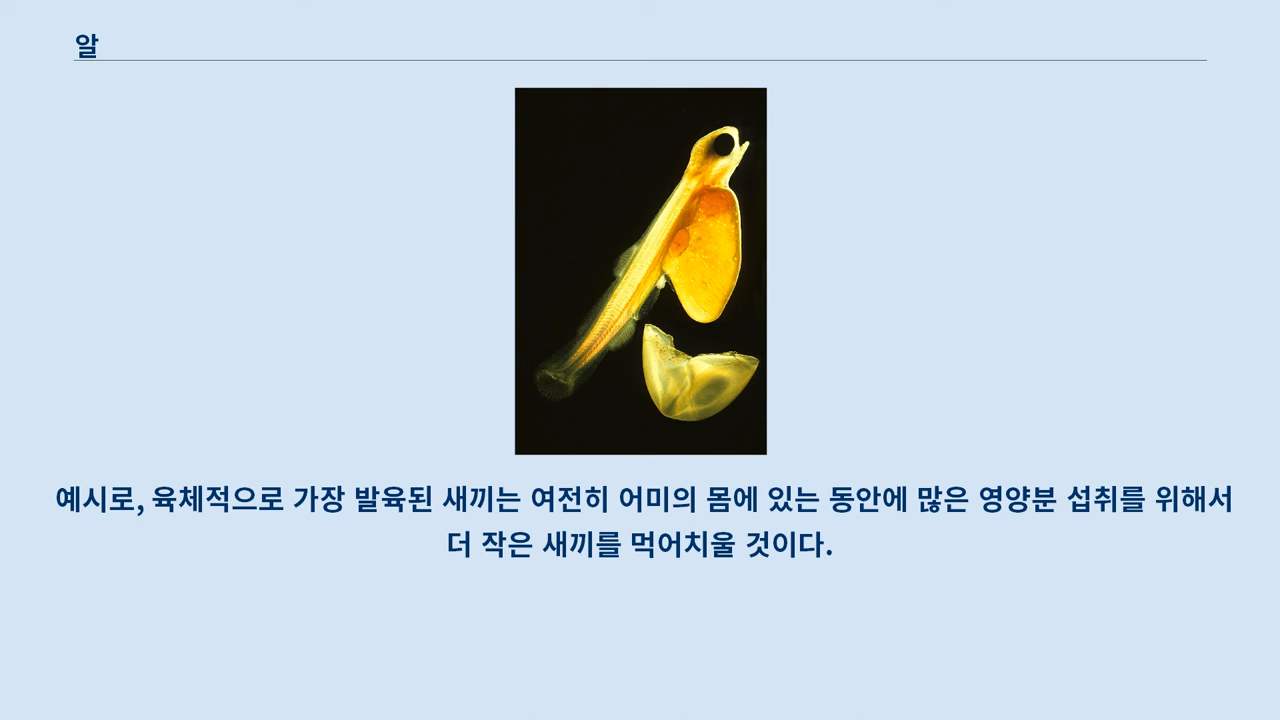 알
예시로, 육체적으로 가장 발육된 새끼는 여전히 어미의 몸에 있는 동안에 많은 영양분 섭취를 위해서
더 작은 새끼를 먹어치울 것이다.